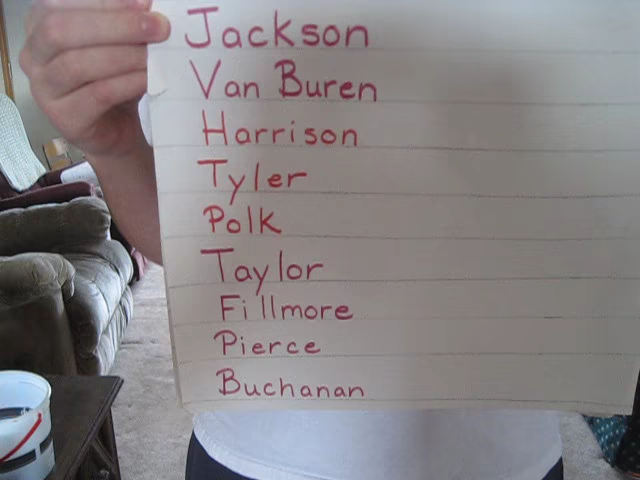 Jackson
Van Buren
Harrison
Tyler
Polk
Taylor
Fillmore
Pierce
Buchanan